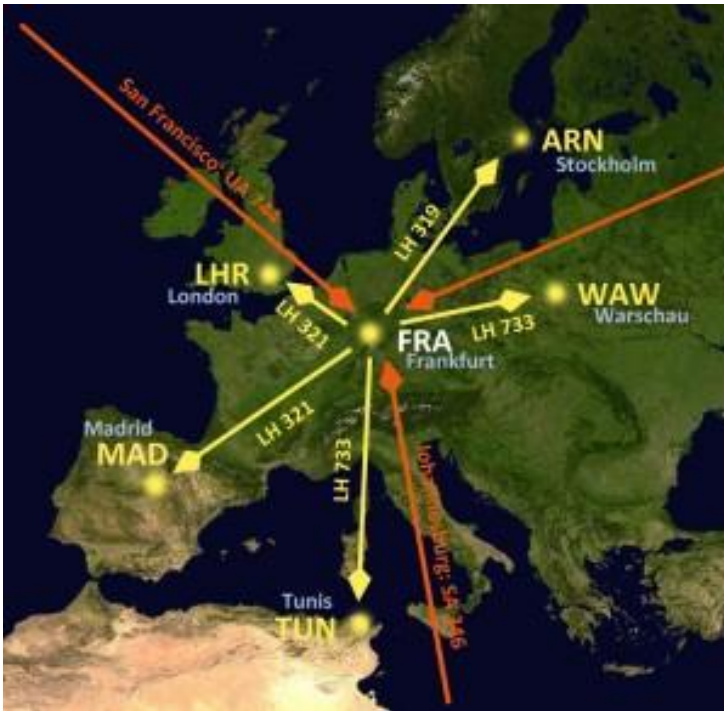 San Francisco: UA 744
ARN
Stockholm
LH 319
LHR
London
LH 321
WAW
Warschau
LH 733
FRA
Frankfurt
Madrid
MAD
LH 321
LH 733
Johannesburg: SA 346
Tunis
TUN